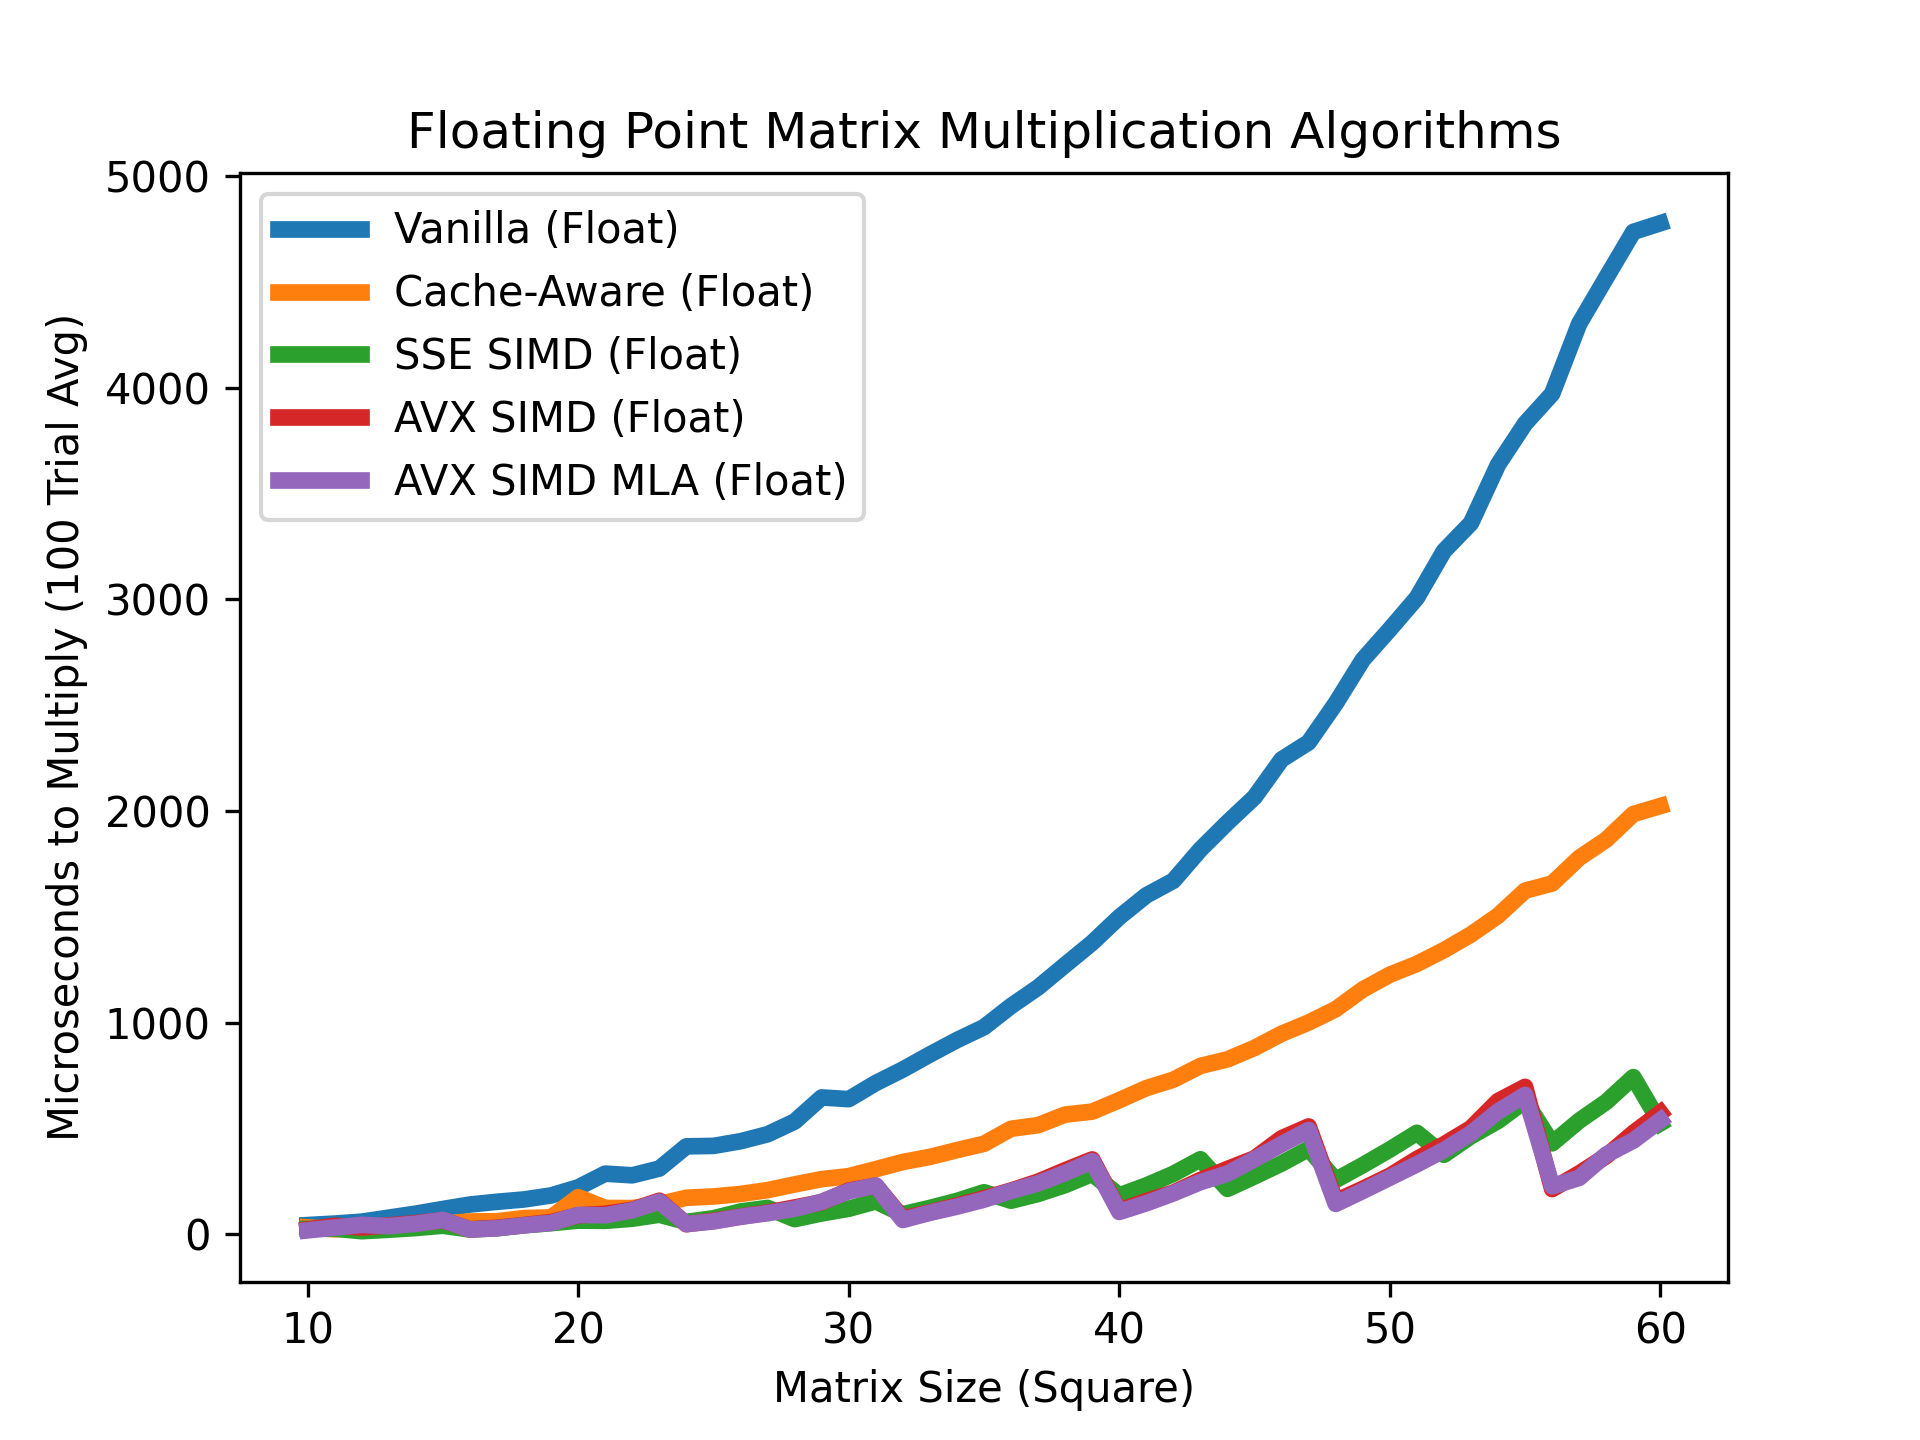 Floating Point Matrix Multiplication Algorithms
5000
4000
3000
2000
1000
0
Microseconds to Multiply (100 Trial Avg)
Vanilla (Float)
Cache-Aware (Float)
SSE SIMD (Float)
AVX SIMD (Float)
AVX SIMD MLA (Float)
10 20 30 40 50 60
Matrix Size (Square)